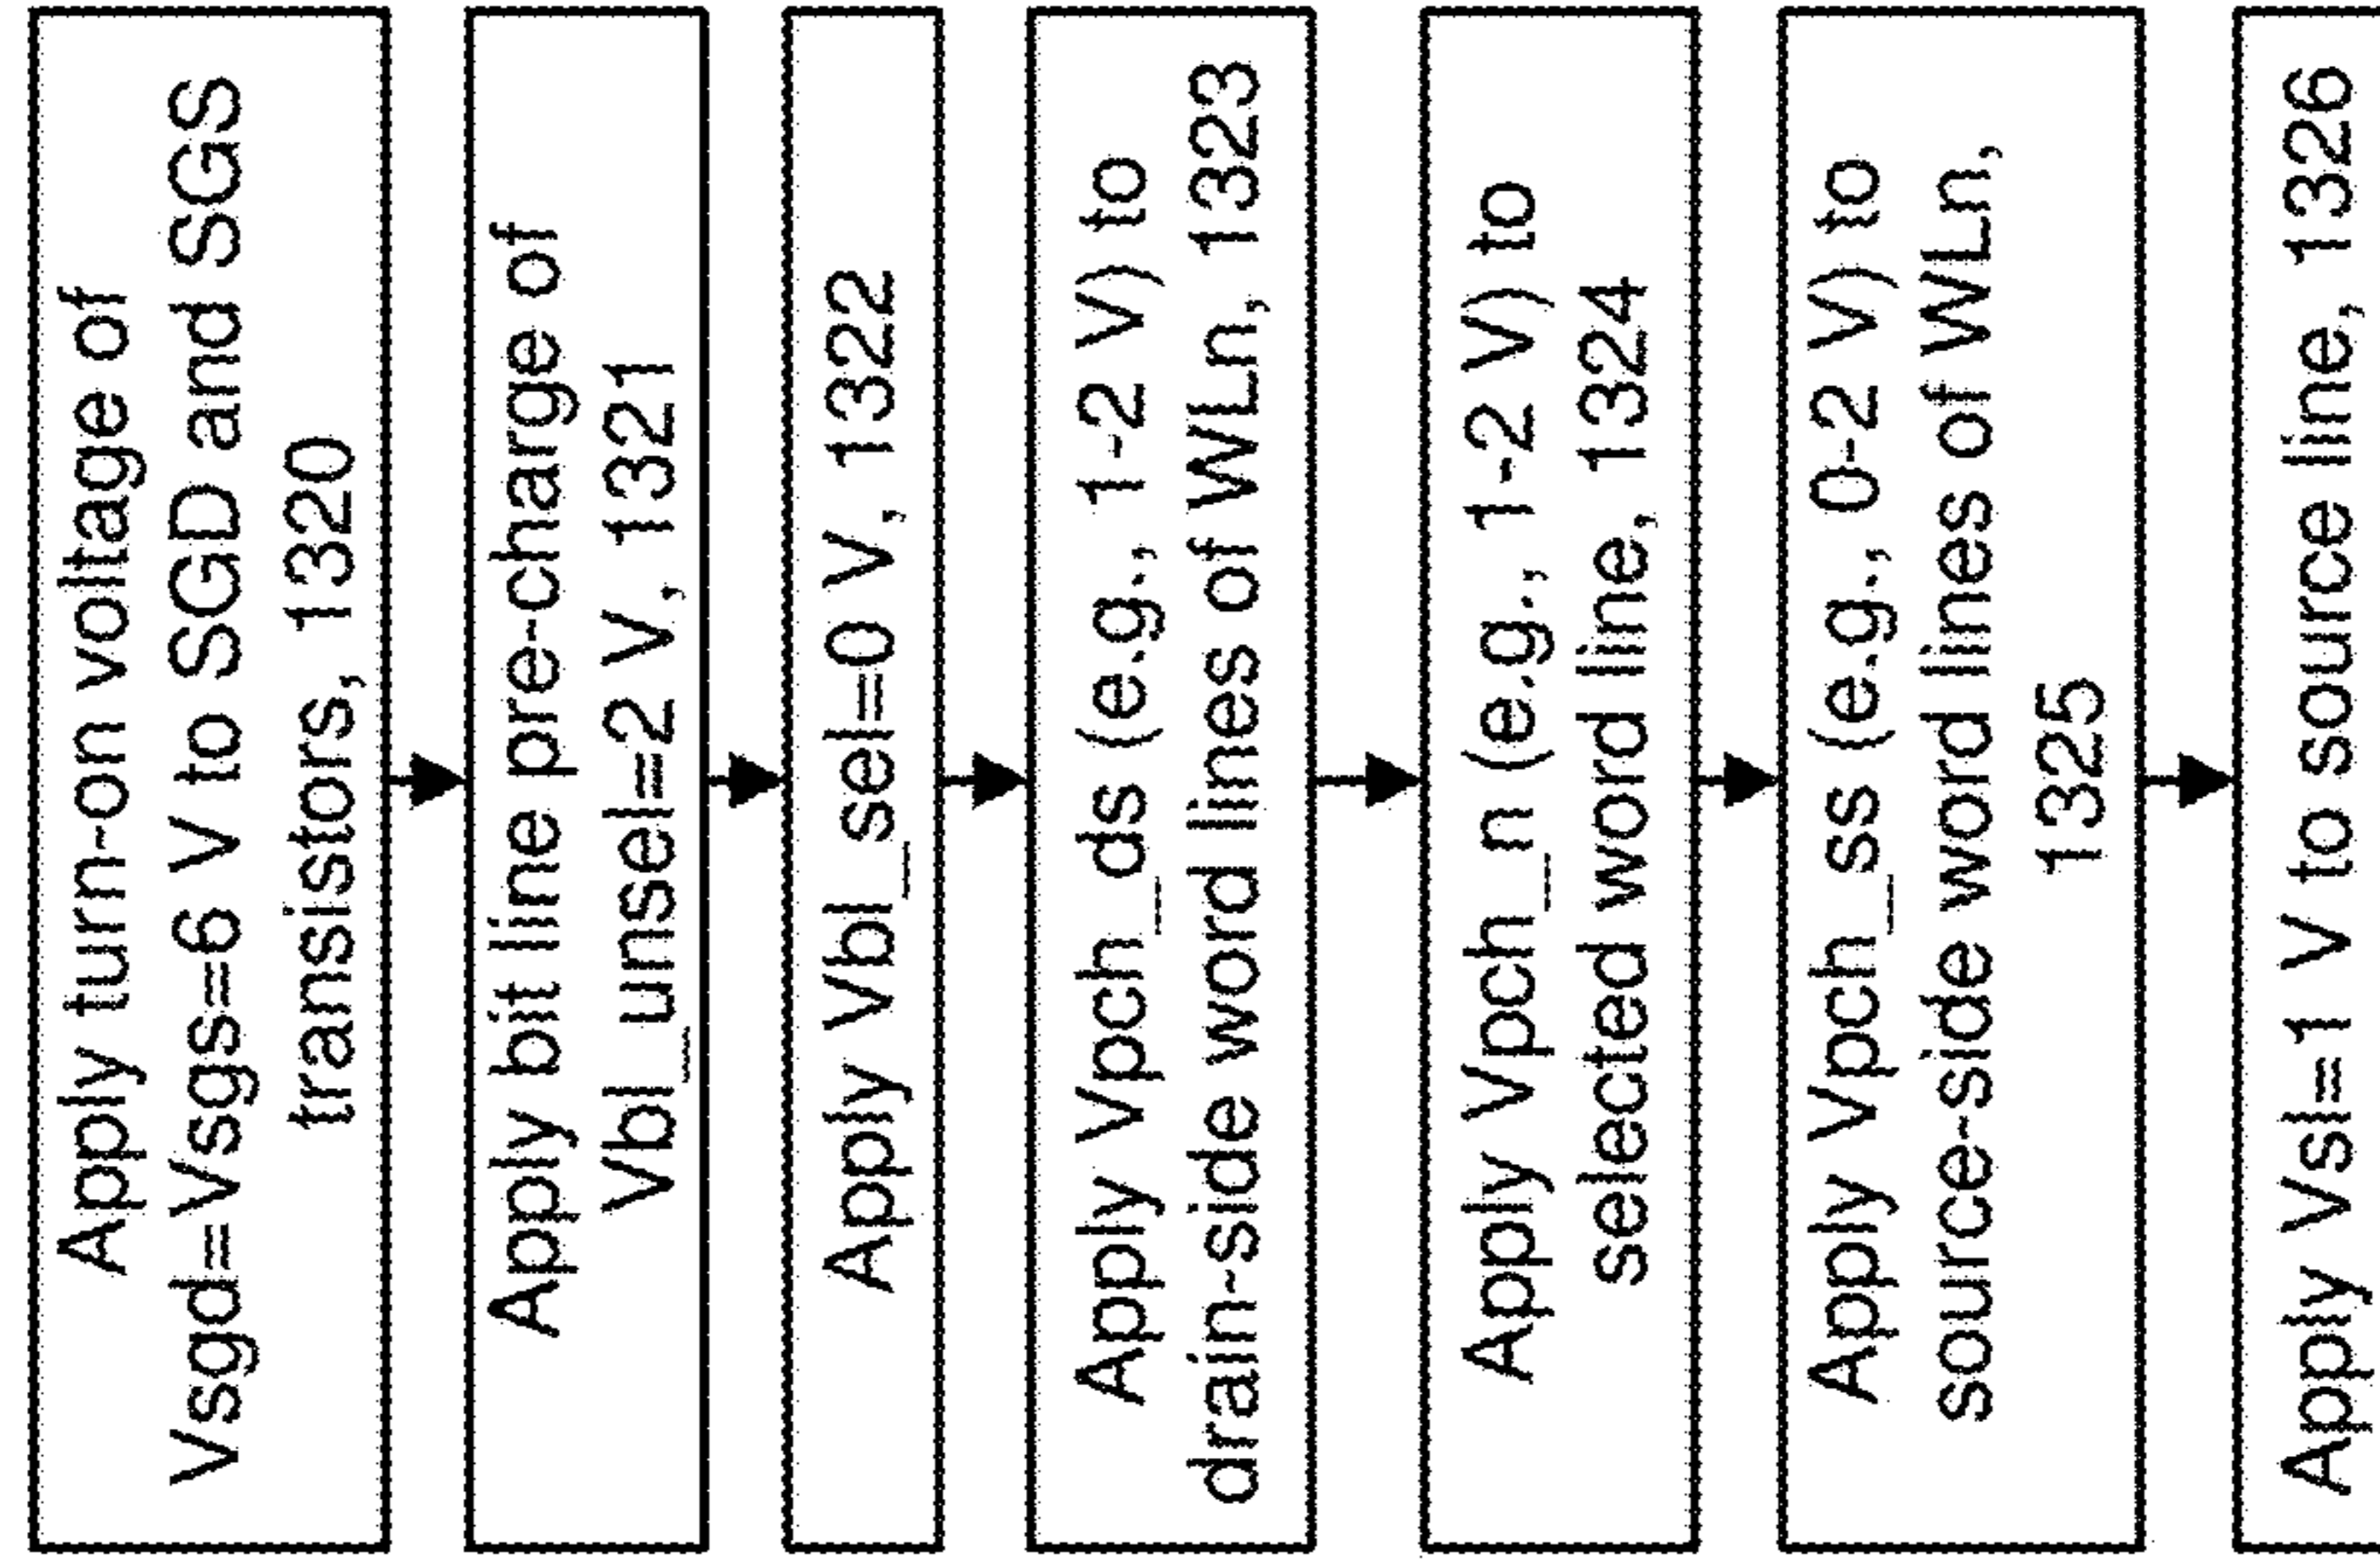 Apply turn-on voltage of
Vsgd=Vsgs=6 V to SGD and SGS
transistors, 1320
Apply bit line pre-charge of
Vbl_unsel=2 V, 1321
Apply Vbl_sel=0 V, 1322
Apply Vpch_ds (e.g., 1-2 V) to
drain-side word lines of WLn, 1323
Apply Vpch_n (e.g., 1-2 V) to
selected word line, 1324
Apply Vpch_ss (e.g., 0-2 V) to
source-side word lines of WLn,
1325
Apply Vsl=1 V to source line, 1326